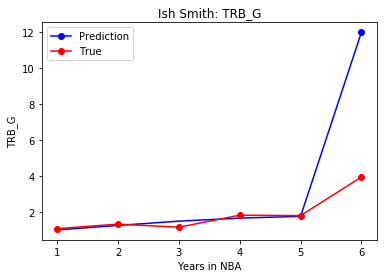 Ish Smith: TRB_G
Prediction
True
12
10
8
6
4
2
TRB_G
1 2 3 4 5 6
Years in NBA